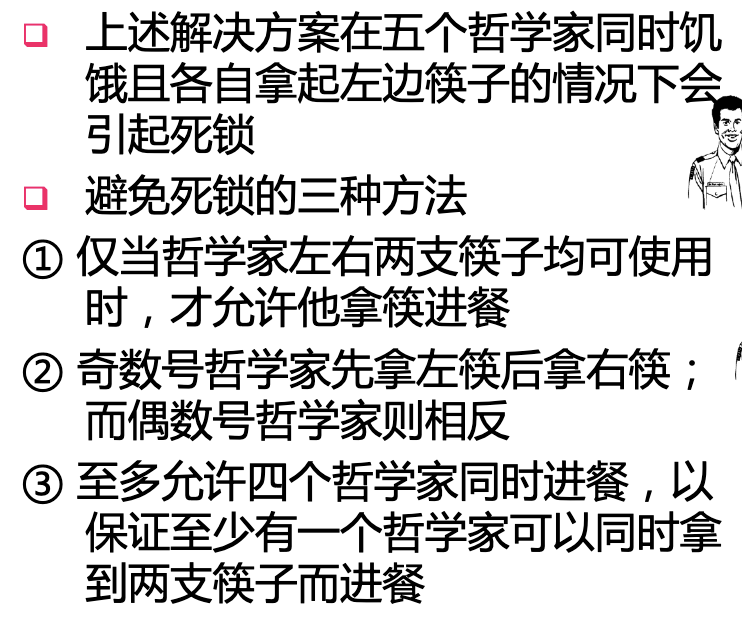 上述解决方案在五个哲学家同时饥
饿且各自拿起左边筷子的情况下会
引起死锁
避免死锁的三种方法
① 仅当哲学家左右两支筷子均可使用
时，才允许他拿筷进餐
② 奇数号哲学家先拿左筷后拿右筷；
而偶数号哲学家则相反
③ 至多允许四个哲学家同时进餐，以
保证至少有一个哲学家可以同时拿
到两支筷子而进餐